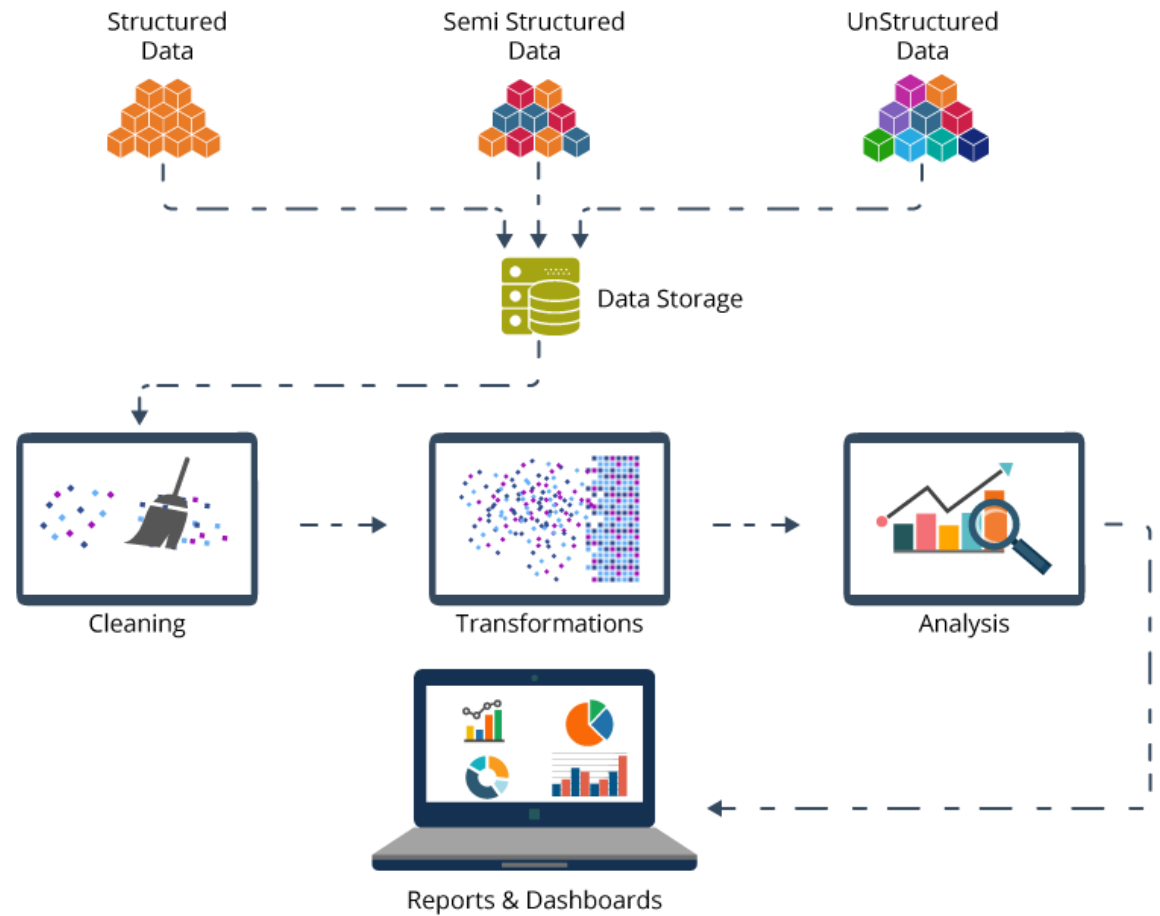 Structured
Data
Semi Structured
Data
UnStructured
Data
Data Storage
Cleaning
Transformations
Analysis
Reports & Dashboards